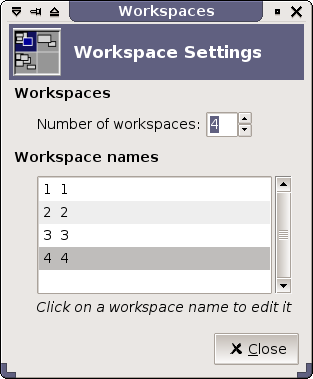 Workspaces
Workspace Settings
Workspaces
Number of workspaces: 4
Workspace names
1 1
2 2
3 3
4 4
Click on a workspace name to edit it
Close